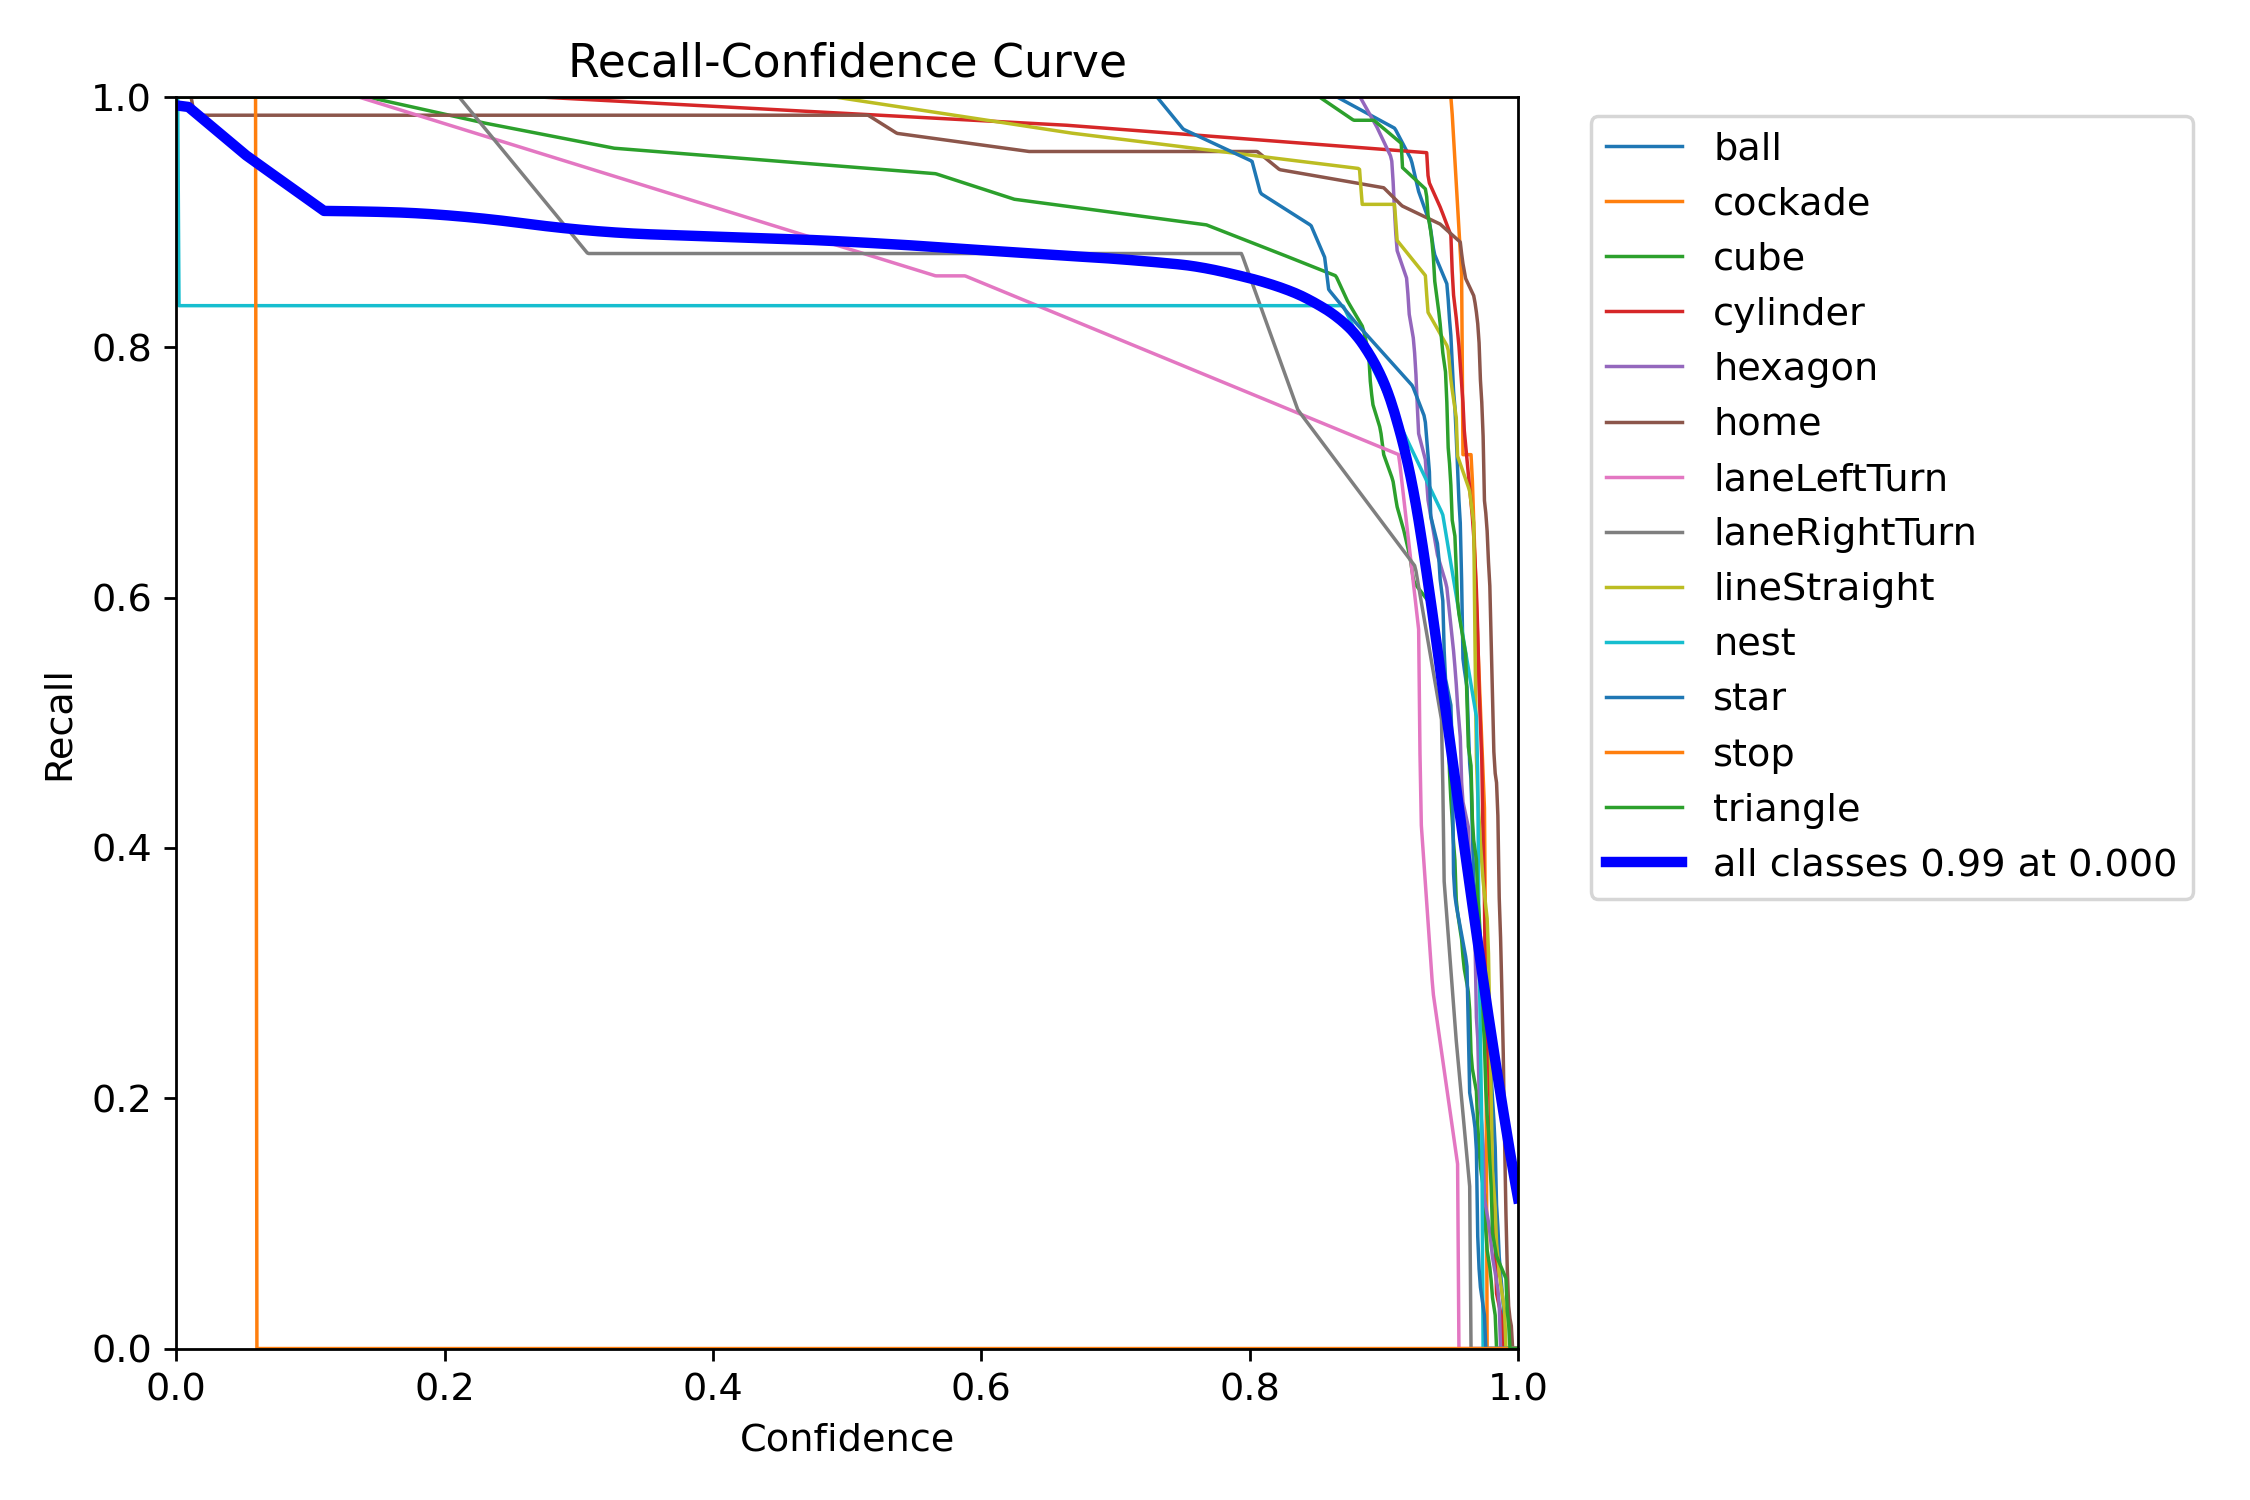 Recall-Confidence Curve
1.0
0.8
0.6
0.4
0.2
0.0
Recall
0.0 0.2 0.4 0.6 0.8 1.0
Confidence
ball
cockade
cube
cylinder
hexagon
home
laneLeftTurn
laneRightTurn
lineStraight
nest
star
stop
triangle
all classes 0.99 at 0.000